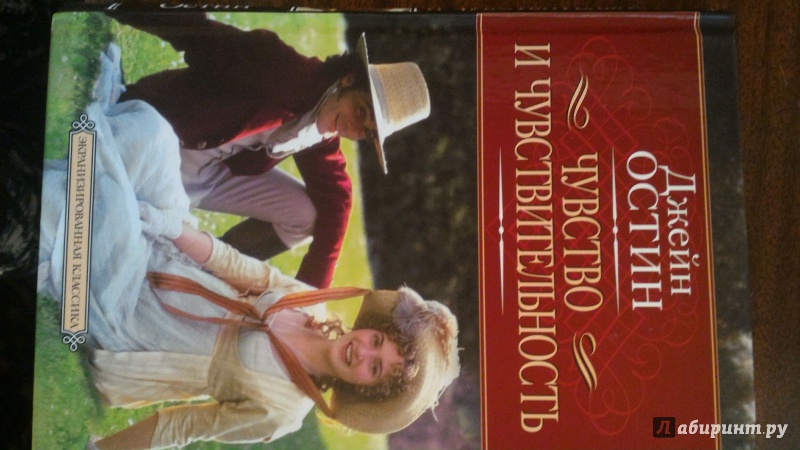 Джейн
ОСТИН
ЧУВСТВО
И ЧУВСТВИТЕЛЬНОСТЬ
ЭКРАНИЗИРОВАННАЯ КЛАССИКА
Лабиринт.ру